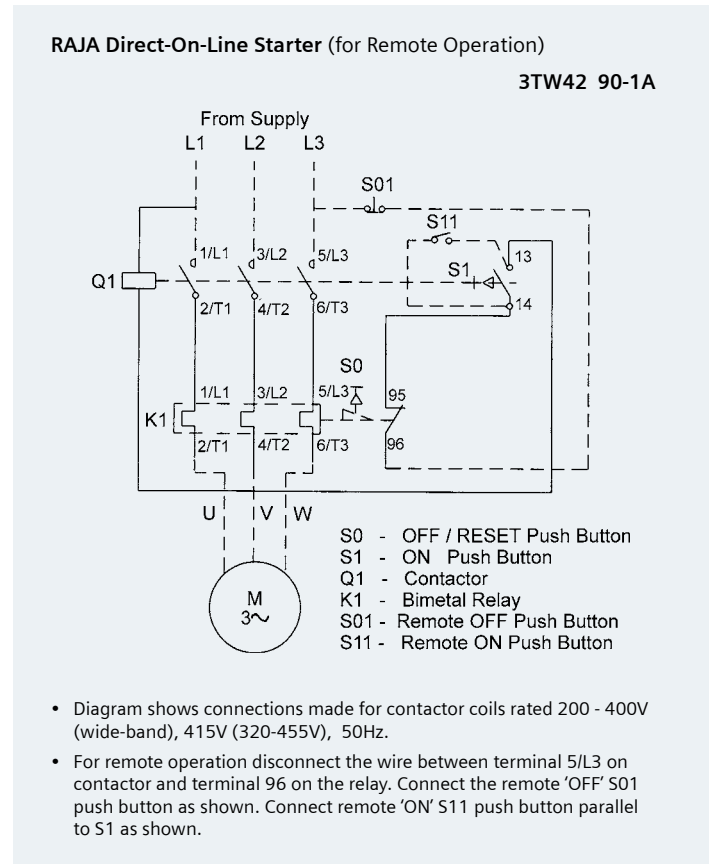 RAJA Direct-On-Line Starter (for Remote Operation)
3TW42 90-1A
From Supply
L1 L2 L3
S01
S11
1/L1 3/L2 5/L3 13
S1
Q1
2/T1 4/T2 6/T3 14
S0
1/L1 3/L2 5/L3 95
K1
2/T1 4/T2 6/T3 96
U V W
S0 - OFF / RESET Push Button
S1 - ON Push Button
Q1 - Contactor
K1 - Bimetal Relay
S01 - Remote OFF Push Button
S11 - Remote ON Push Button
M
3~
• Diagram shows connections made for contactor coils rated 200 - 400V
(wide-band), 415V (320-455V), 50Hz.
• For remote operation disconnect the wire between terminal 5/L3 on
contactor and terminal 96 on the relay. Connect the remote ‘OFF’ S01
push button as shown. Connect remote ‘ON’ S11 push button parallel
to S1 as shown.